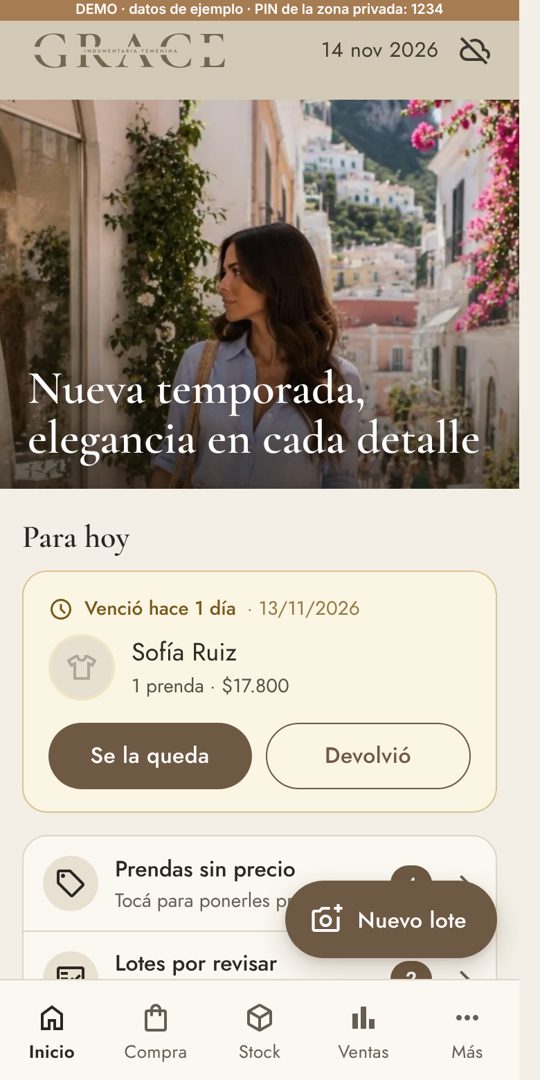 DEMO · datos de ejemplo · PIN de la zona privada: 1234
GRACE
INDUMENTARIA FEMENINA
14 nov 2026
Nueva temporada,
elegancia en cada detalle
Para hoy
Venció hace 1 día · 13/11/2026
Sofía Ruiz
1 prenda · $17.800
Se la queda
Devolvió
Prendas sin precio
Tocá para ponerles
Nuevo lote
Lotes por revisar
Inicio
Compra
Stock
Ventas
Más